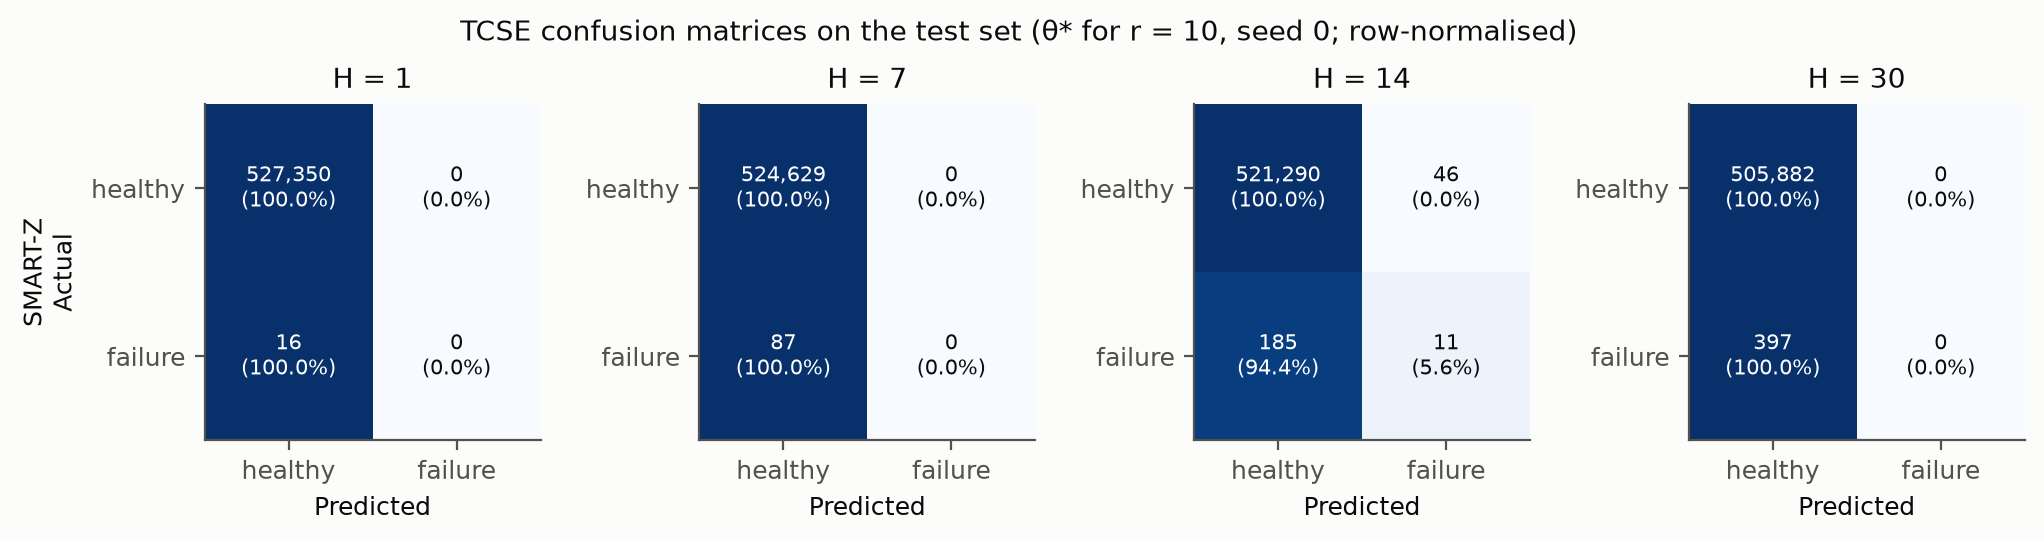 TCSE confusion matrices on the test set (θ* for r = 10, seed 0; row-normalised)
SMART-Z
Actual
H = 1
healthy
failure
527,350
(100.0%)
0
(0.0%)
16
(100.0%)
0
(0.0%)
healthy
failure
Predicted
H = 7
healthy
failure
524,629
(100.0%)
0
(0.0%)
87
(100.0%)
0
(0.0%)
healthy
failure
Predicted
H = 14
healthy
failure
521,290
(100.0%)
46
(0.0%)
185
(94.4%)
11
(5.6%)
healthy
failure
Predicted
H = 30
healthy
failure
505,882
(100.0%)
0
(0.0%)
397
(100.0%)
0
(0.0%)
healthy
failure
Predicted